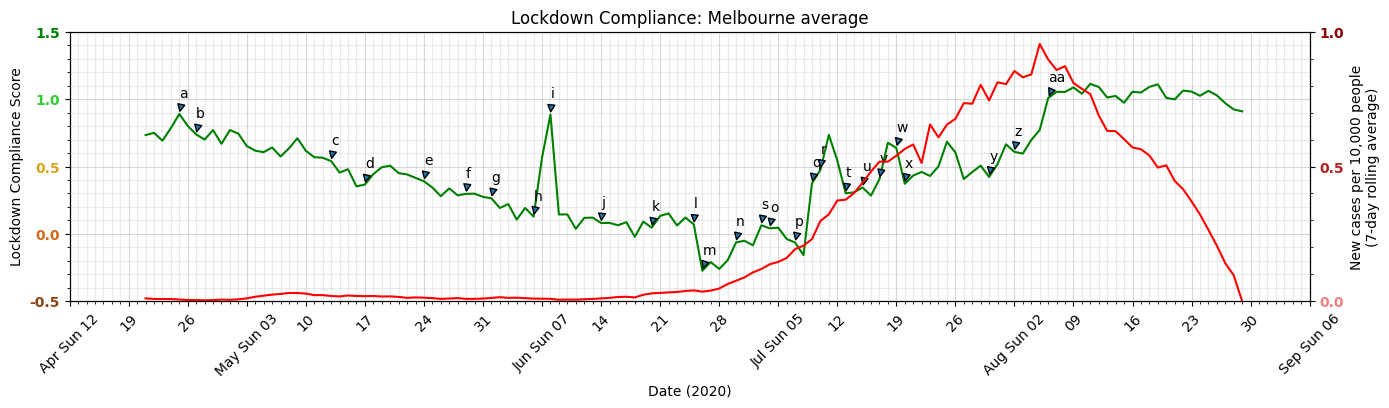 Lockdown Compliance: Melbourne average
Lockdown Compliance Score
1.5
1.0
0.5
0.0
-0.5
a
b
c
d
e
f
g
h
i
j
k
l
m
n
s
o
p
q
r
t
u
v
w
x
y
z
aa
1.0
0.5
0.0
New cases per 10,000 people
(7-day rolling average)
Apr Sun 12
19
26
May Sun 03
10
17
24
31
Jun Sun 07
14
21
28
Jul Sun 05
12
19
26
Aug Sun 02
09
16
23
30
Sep Sun 06
Date (2020)